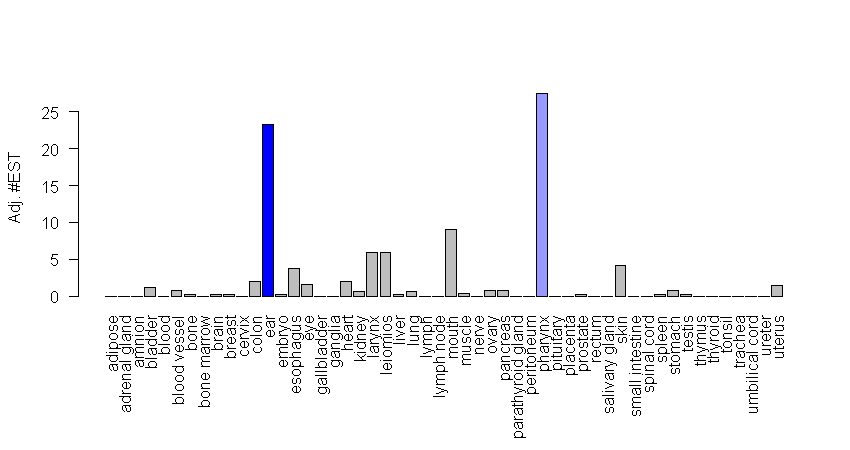 Adj. #EST
25
20
15
10
5
0
adipose
adrenal gland
amnion
bladder
blood
blood vessel
bone
bone marrow
brain
breast
cervix
colon
ear
embryo
esophagus
eye
gallbladder
ganglia
heart
kidney
larynx
leiomios
liver
lung
lymph
lymph node
mouth
muscle
nerve
ovary
pancreas
parathyroid gland
peritoneum
pharynx
pituitary
placenta
prostate
rectum
salivary gland
skin
small intestine
spinal cord
spleen
stomach
testis
thymus
thyroid
tonsil
trachea
umbilical cord
ureter
uterus